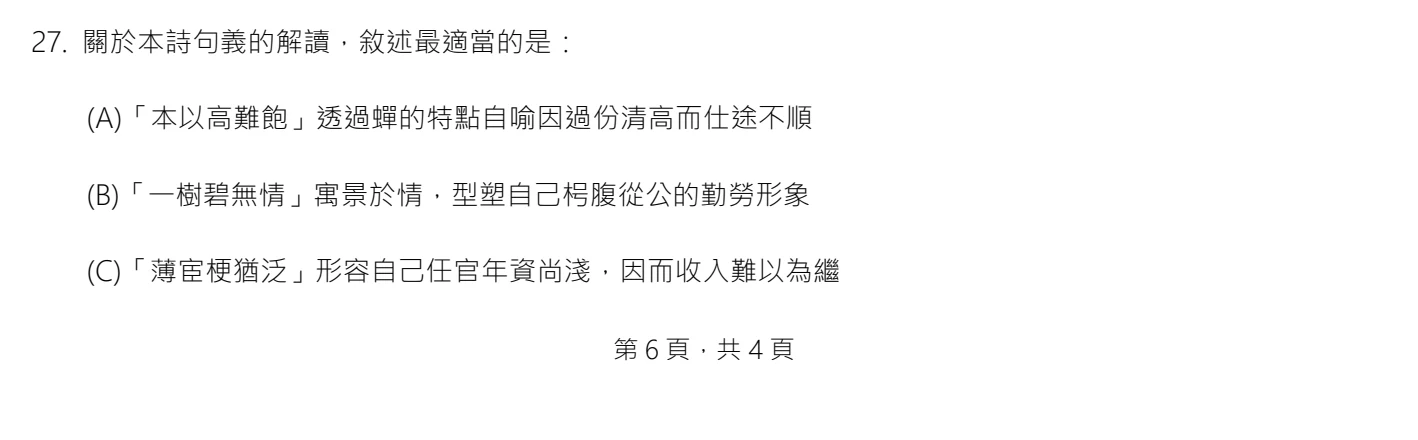 27. 關於本詩句義的解讀，敘述最適當的是：
(A)「本以高難飽」透過蟬的特點自喻因過份清高而仕途不順
(B)「一樹碧無情」寓景於情，型塑自己枵腹從公的勤勞形象
(C)「薄宦梗猶泛」形容自己任官年資尚淺，因而收入難以為繼
第 6 頁，共 4 頁